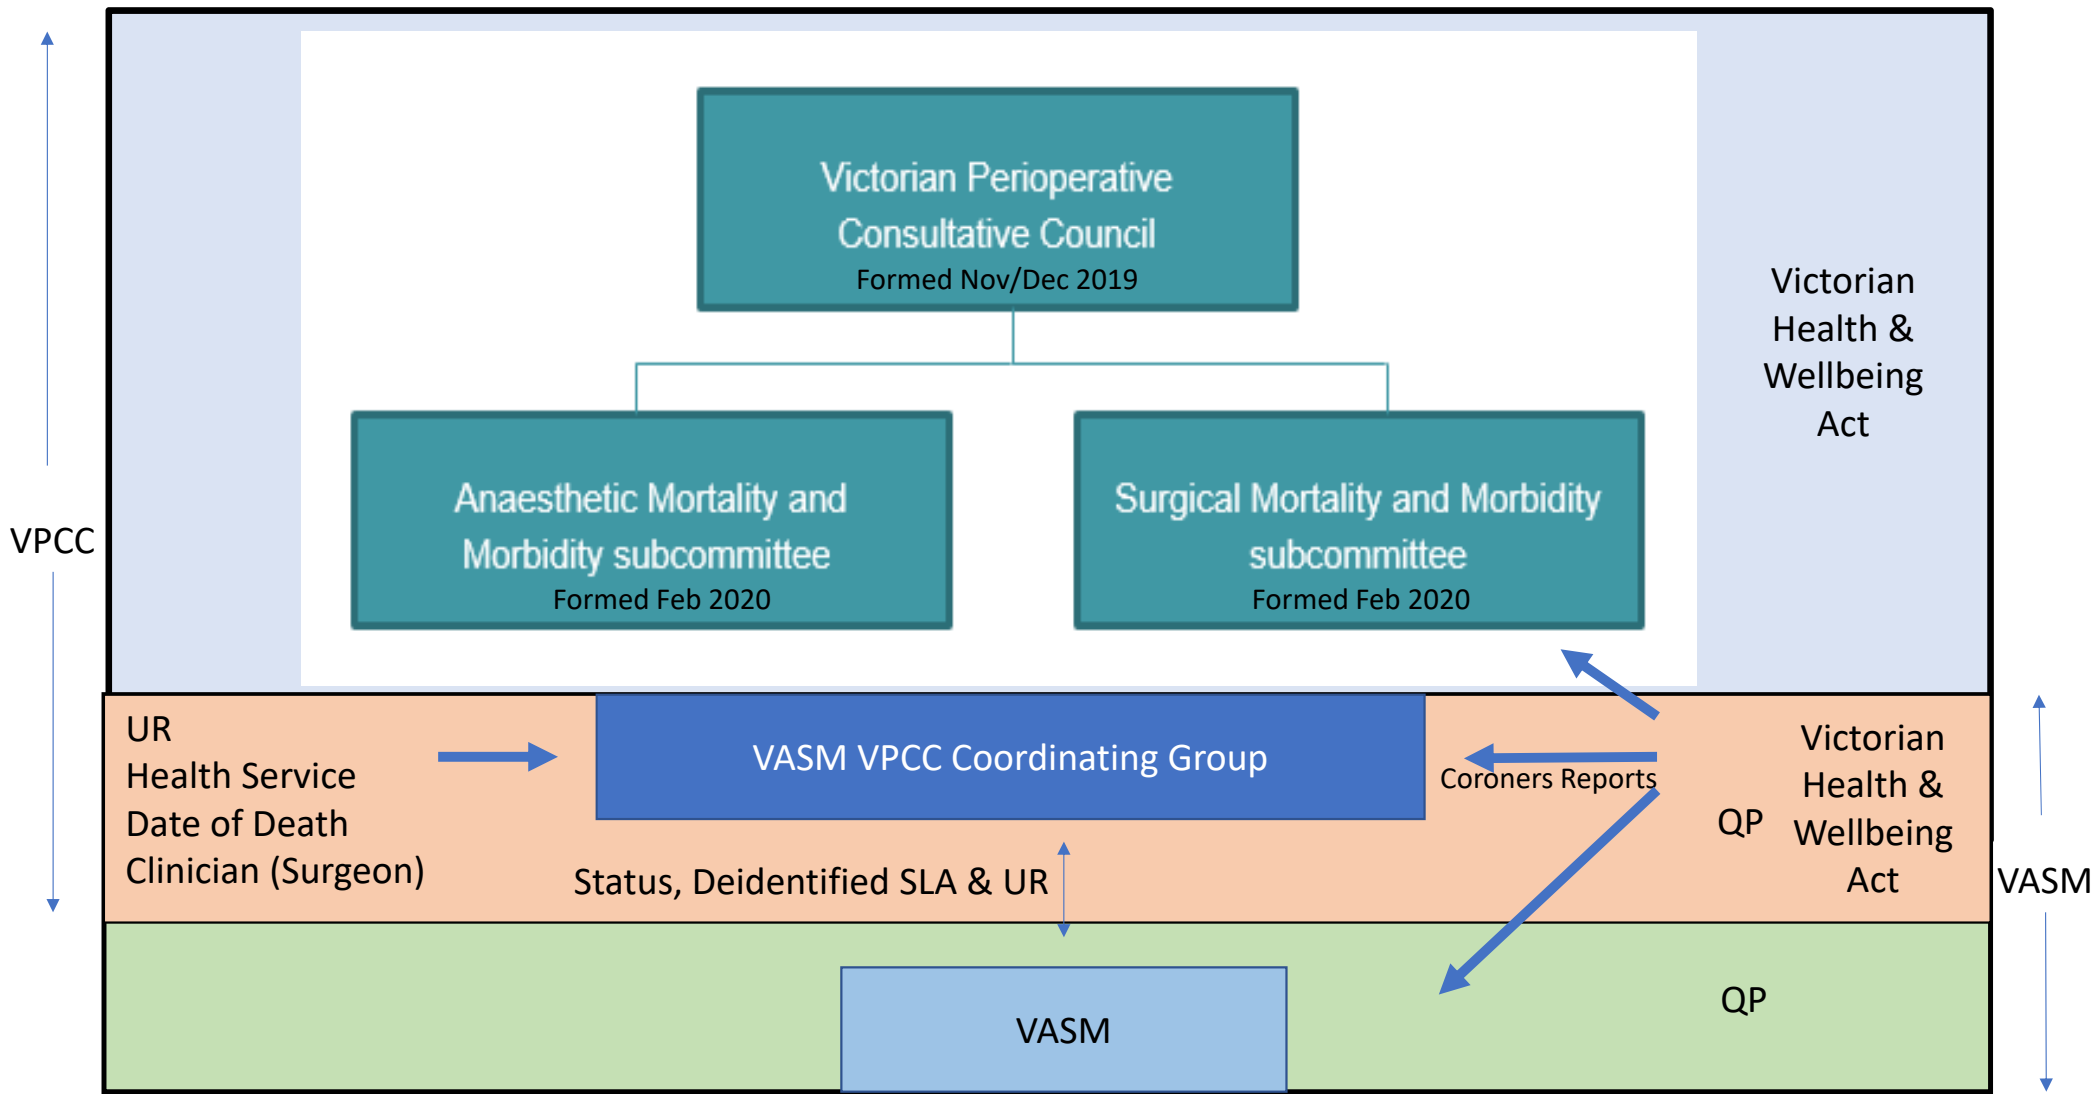 Victorian Perioperative
Consultative Council
Formed Nov/Dec 2019
Victorian
Health &
Wellbeing
Act
Anaesthetic Mortality and
Morbidity subcommittee
Formed Feb 2020
Surgical Mortality and Morbidity
subcommittee
Formed Feb 2020
VPCC
UR
Health Service
Date of Death
Clinician (Surgeon)
VASM VPCC Coordinating Group
Coroners Reports
QP
Victorian
Health &
Wellbeing
Act
Status, Deidentified SLA & UR
VASM
VASM
QP